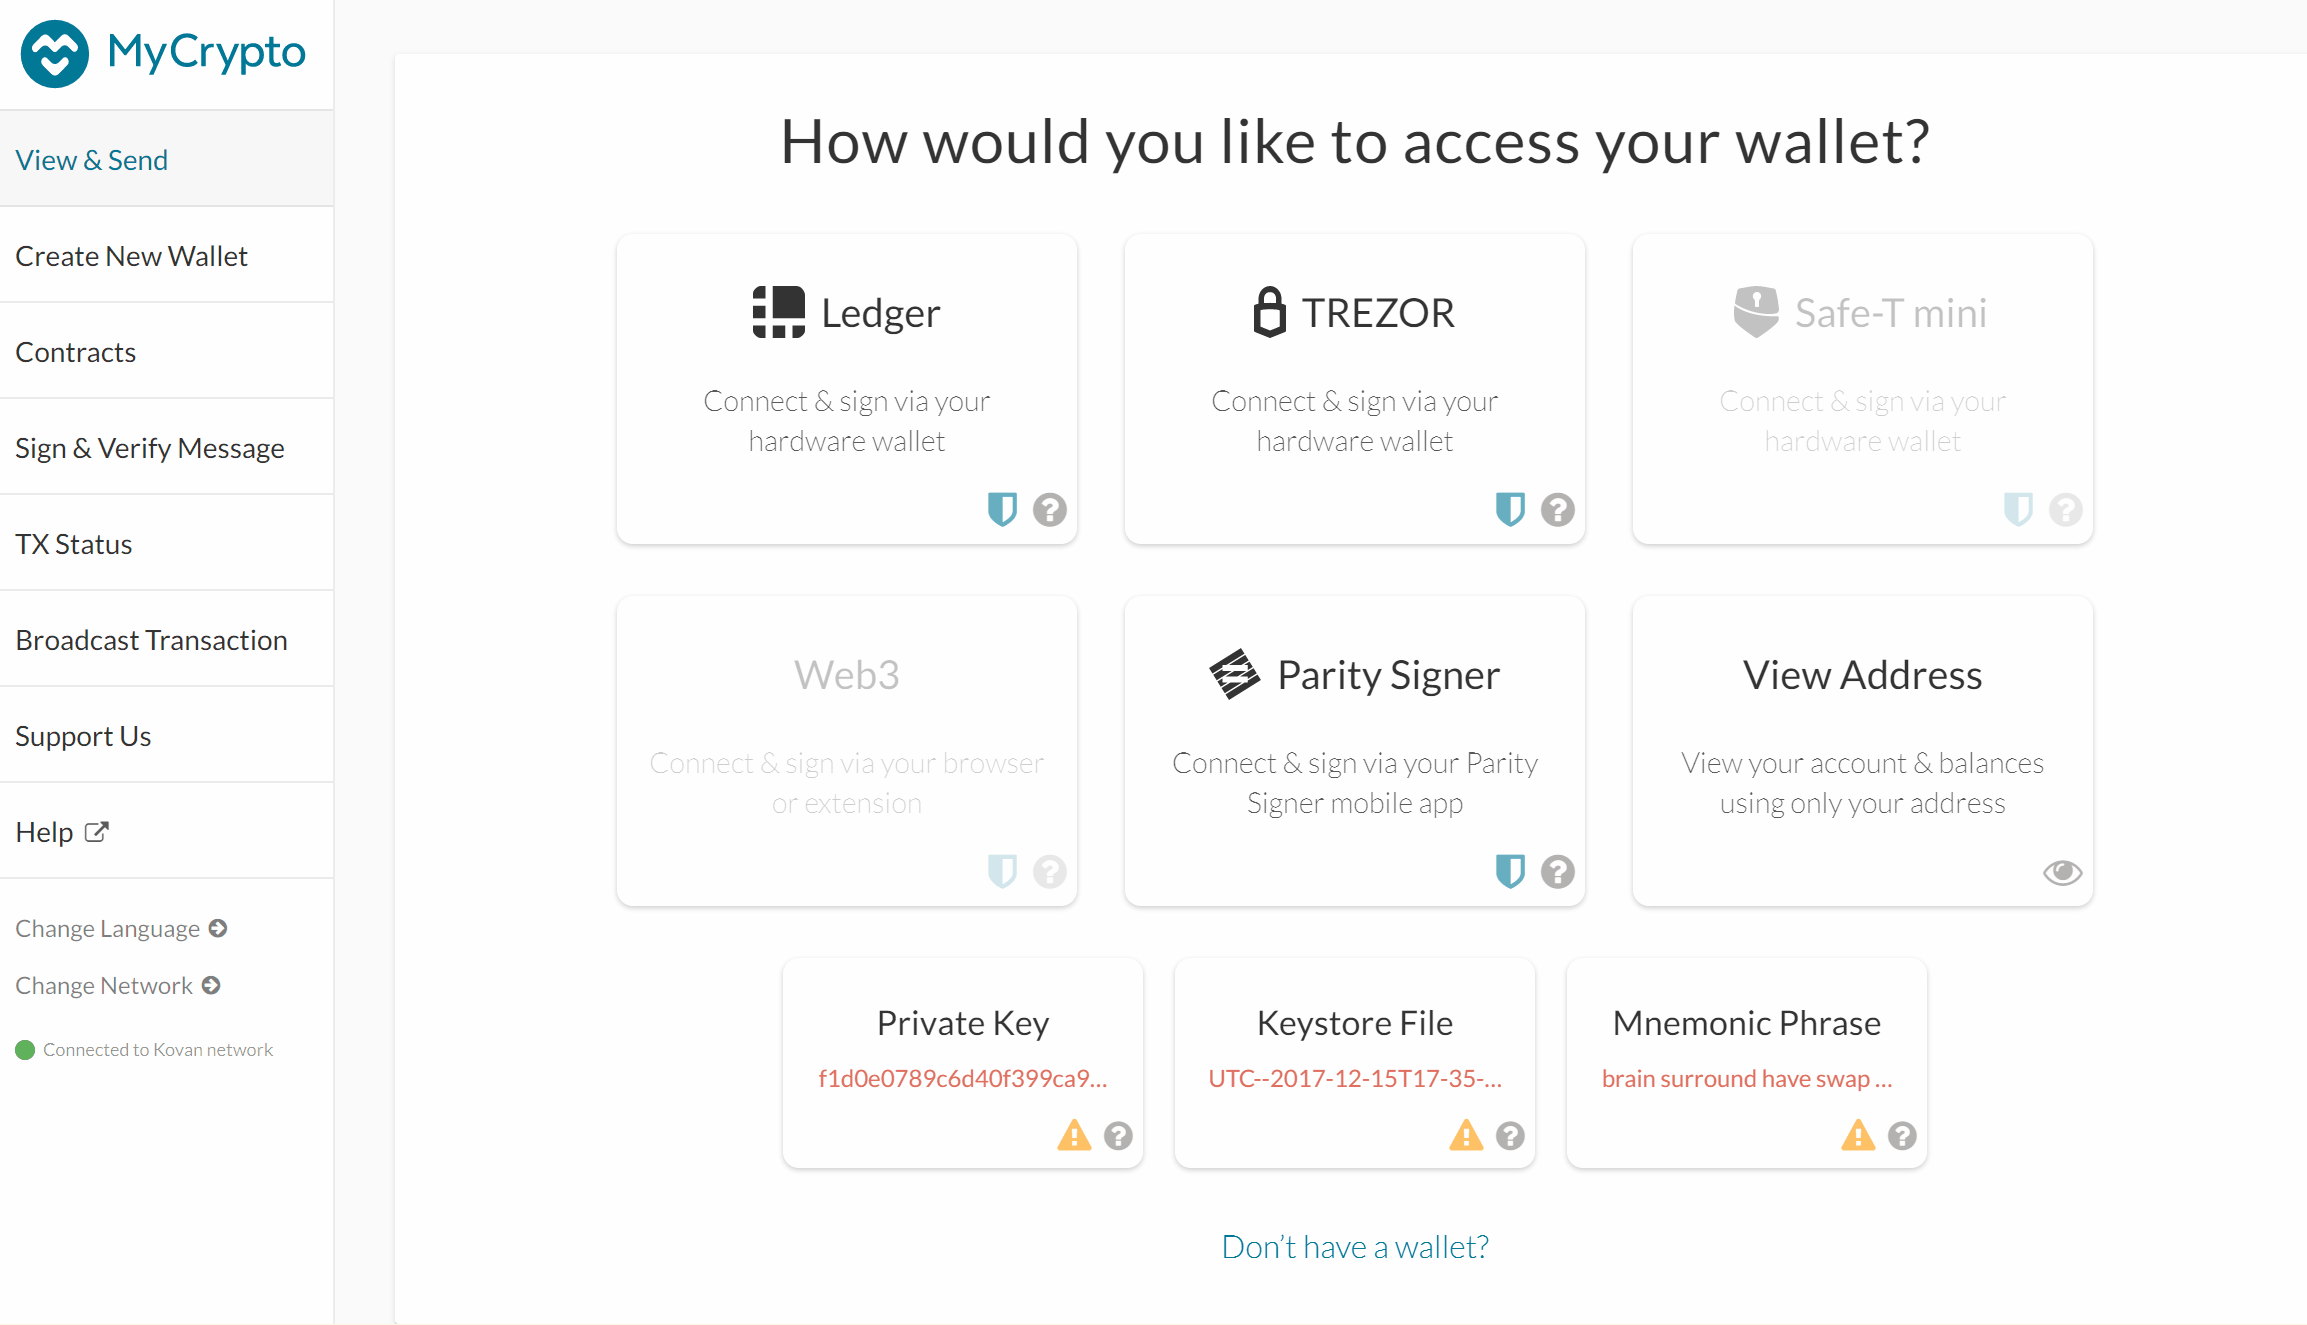 MyCrypto
View & Send
Create New Wallet
Contracts
Sign & Verify Message
TX Status
Broadcast Transaction
Support Us
Help
Change Language
Change Network
Connected to Kovan network
How would you like to access your wallet?
Ledger
Connect & sign via your
hardware wallet
TREZOR
Connect & sign via your
hardware wallet
Safe-T mini
Connect & sign via your
hardware wallet
Web3
Connect & sign via your browser
or extension
Parity Signer
Connect & sign via your Parity
Signer mobile app
View Address
View your account & balances
using only your address
Private Key
f1d0e0789c6d40f399ca9...
Keystore File
UTC--2017-12-15T17-35-...
Mnemonic Phrase
brain surround have swap ...
Don’t have a wallet?